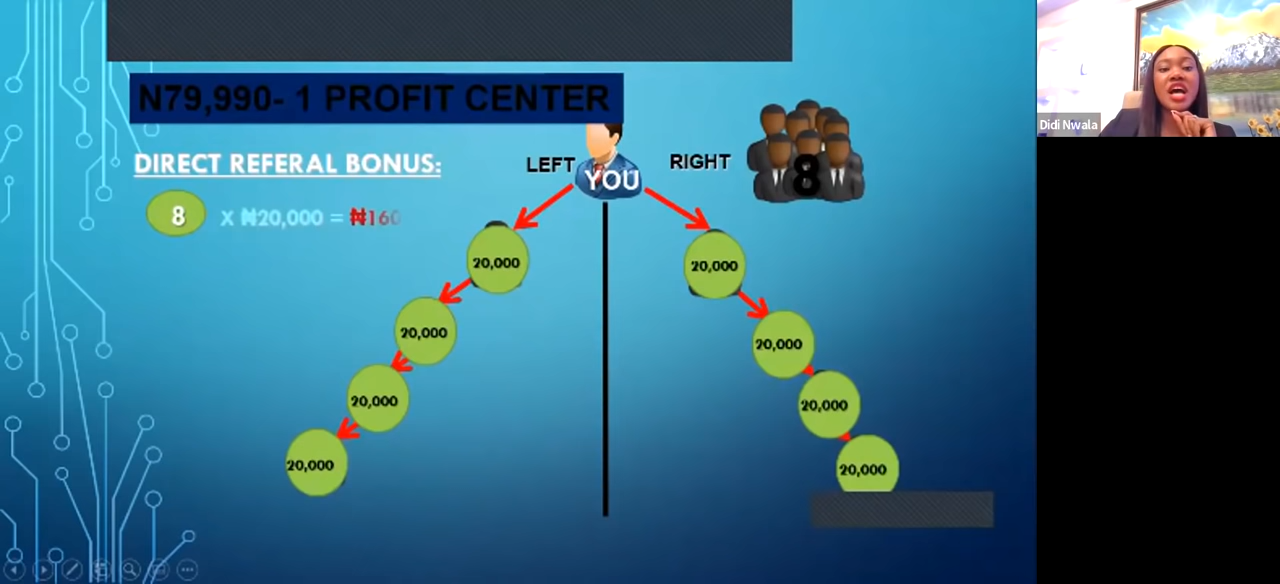 N79,990- 1 PROFIT CENTER
DIRECT REFERAL BONUS:
LEFT
RIGHT
YOU
8
8 x ₦20,000 = ₦160
20,000
20,000
20,000
20,000
20,000
20,000
20,000
20,000
Didi Nwala